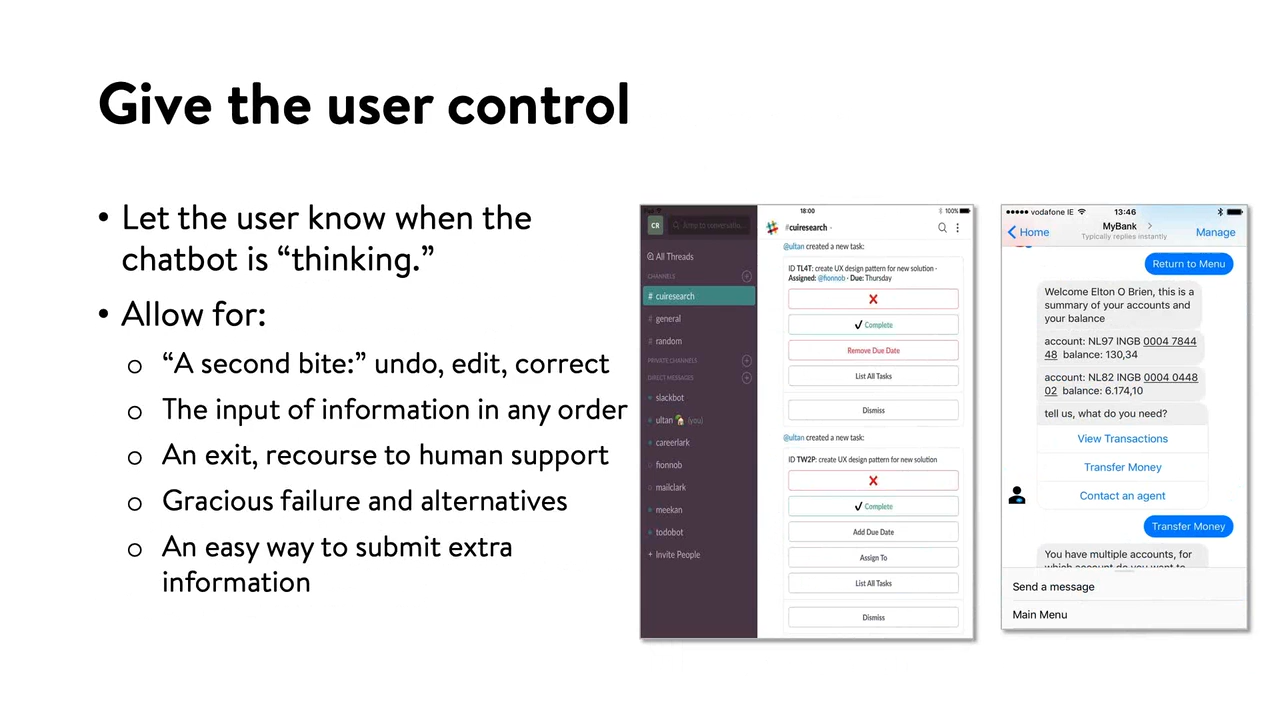 Give the user control
• Let the user know when the
chatbot is “thinking.”
• Allow for:
o “A second bite:” undo, edit, correct
o The input of information in any order
o An exit, recourse to human support
o Gracious failure and alternatives
o An easy way to submit extra
information
18:00
100%
CR
#cuiresearch
All Threads
CHANNELS
# cuiresearch
# general
# random
PRIVATE CHANNELS
DIRECT MESSAGES
slackbot
ultan (you)
careerlark
fionnob
mailclark
meekan
todobot
+ Invite People
@ultan created a new task:
ID TL4T: create UX design pattern for new solution -
Assigned: @fionnob - Due: Thursday
Complete
Remove Due Date
List All Tasks
Dismiss
@ultan created a new task:
ID TW2P: create UX design pattern for new solution
Complete
Add Due Date
Assign To
List All Tasks
Dismiss
vodafone IE 13:46
Home MyBank Manage
Typically replies instantly
Return to Menu
Welcome Elton O Brien, this is a
summary of your accounts and
your balance
account: NL97 INGB 0004 7844
48 balance: 130,34
account: NL82 INGB 0004 0448
02 balance: 6.174,10
tell us, what do you need?
View Transactions
Transfer Money
Contact an agent
Transfer Money
You have multiple accounts, for
Send a message
Main Menu